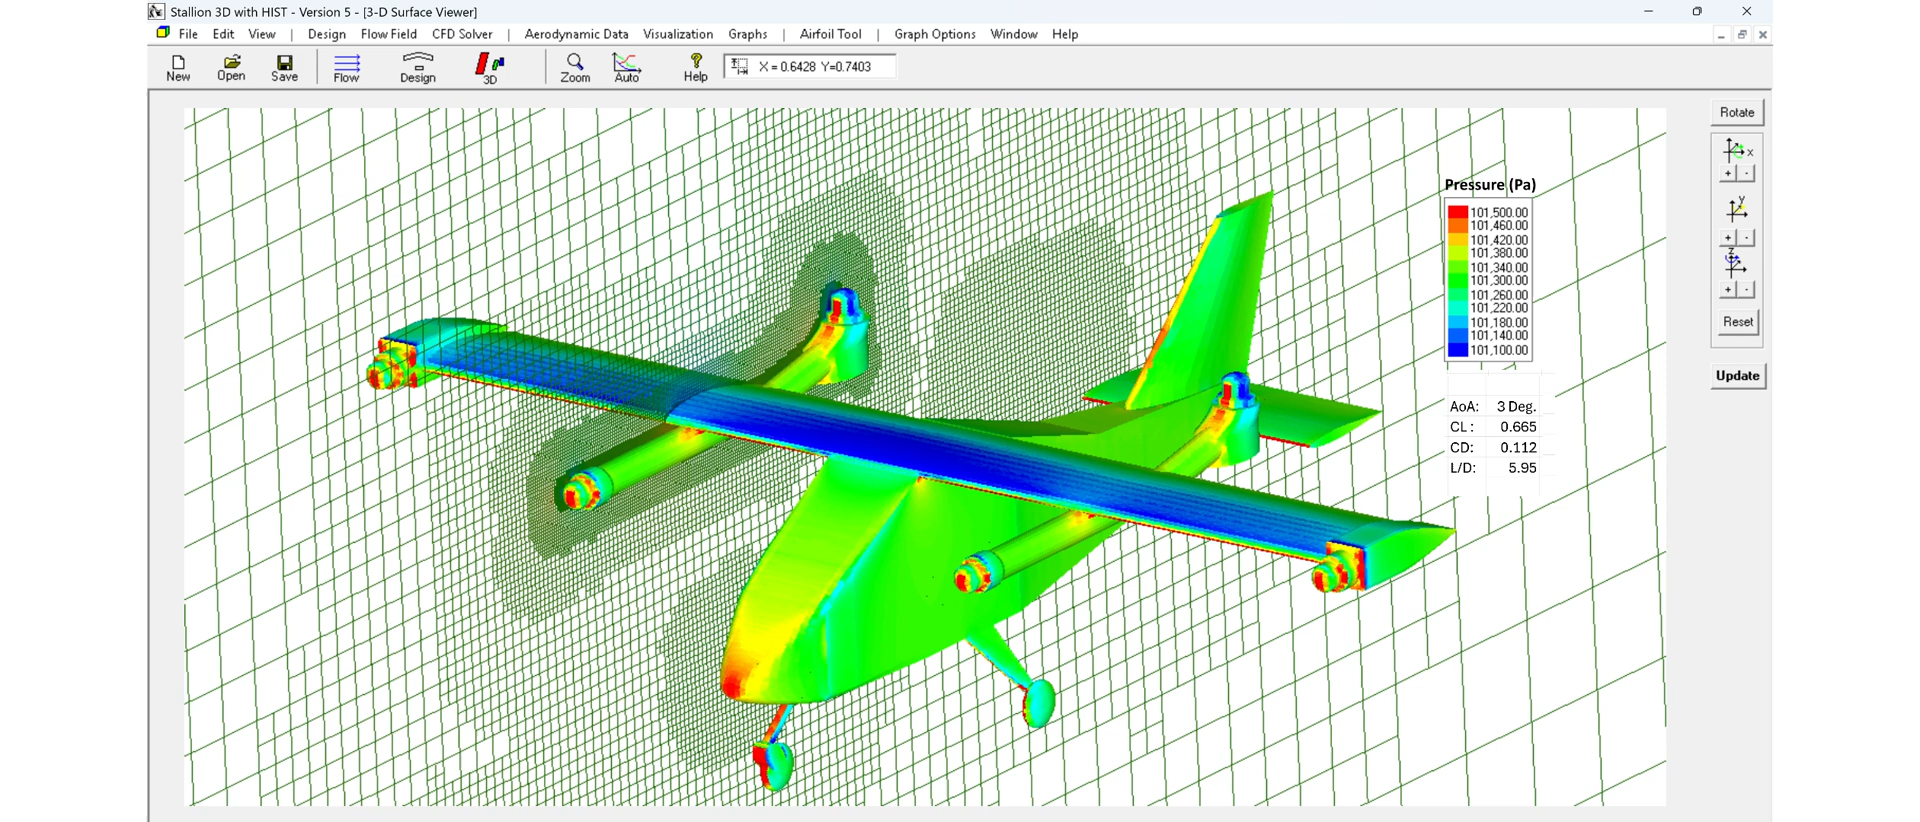 Stallion 3D with HIST - Version 5 - [3-D Surface Viewer]
File Edit View | Design Flow Field CFD Solver | Aerodynamic Data Visualization Graphs | Airfoil Tool | Graph Options Window Help
New Open Save Flow Design 3D Zoom Auto Help X = 0.6428 Y=0.7403
Rotate
x
+ -
y
+ -
z
+ -
Reset
Update
Pressure (Pa)
101,500.00
101,460.00
101,420.00
101,380.00
101,340.00
101,300.00
101,260.00
101,220.00
101,180.00
101,140.00
101,100.00
AoA: 3 Deg.
CL : 0.665
CD: 0.112
L/D: 5.95